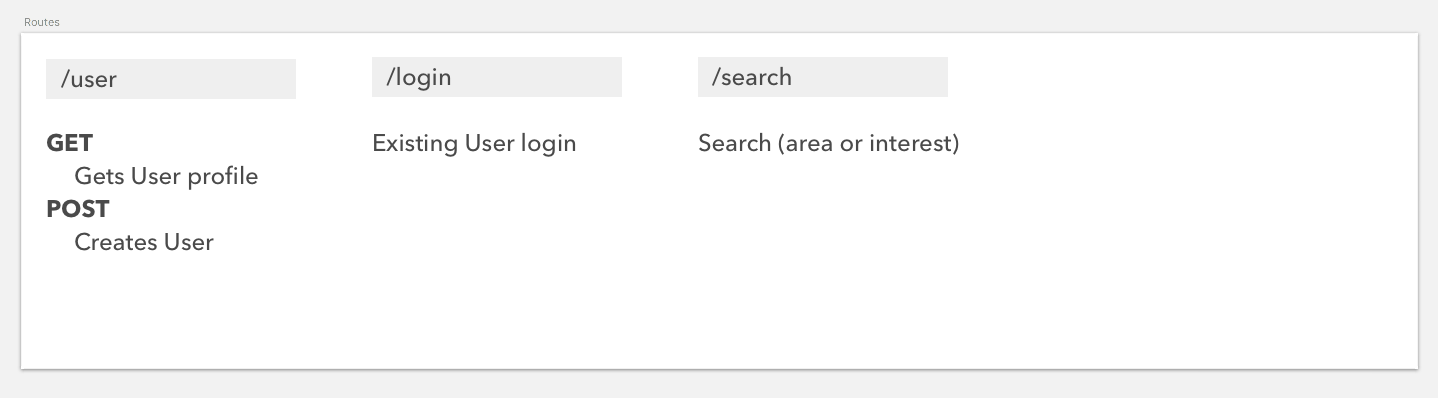 Routes
/user
GET
Gets User profile
POST
Creates User
/login
Existing User login
/search
Search (area or interest)